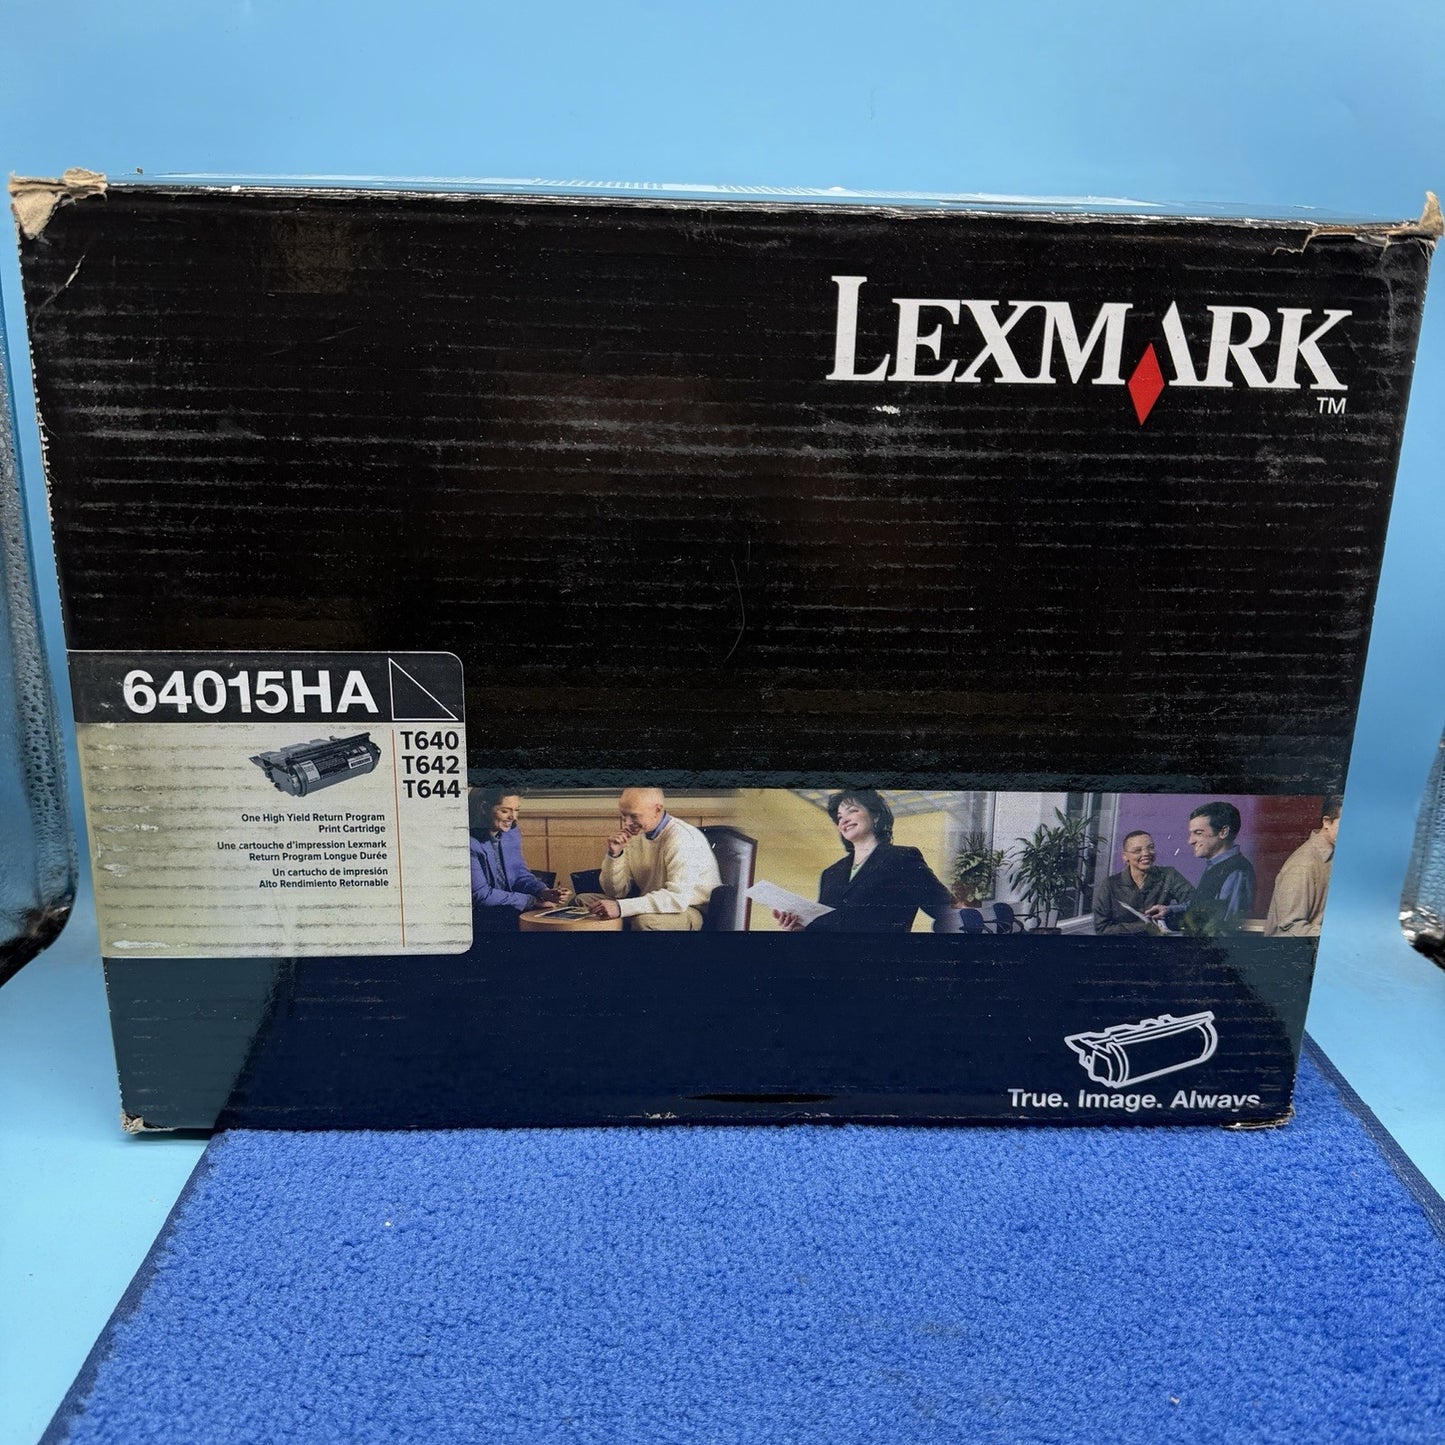 LEXMARK
TM
64015HA
T640
T642
T644
One High Yield Return Program
Print Cartridge
Une cartouche d'impression Lexmark
Return Program Longue Durée
Un cartucho de impresión
Alto Rendimiento Retornable
True. Image. Always.